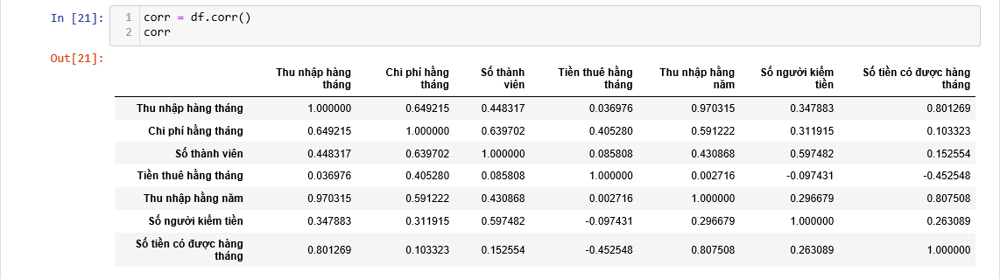 In [21]:
1 corr = df.corr()
2 corr
Out[21]:
Thu nhập hàng tháng Chi phí hằng tháng Số thành viên Tiền thuê hằng tháng Thu nhập hằng năm Số người kiếm tiền Số tiền có được hàng tháng
Thu nhập hàng tháng 1.000000 0.649215 0.448317 0.036976 0.970315 0.347883 0.801269
Chi phí hằng tháng 0.649215 1.000000 0.639702 0.405280 0.591222 0.311915 0.103323
Số thành viên 0.448317 0.639702 1.000000 0.085808 0.430868 0.597482 0.152554
Tiền thuê hằng tháng 0.036976 0.405280 0.085808 1.000000 0.002716 -0.097431 -0.452548
Thu nhập hằng năm 0.970315 0.591222 0.430868 0.002716 1.000000 0.296679 0.807508
Số người kiếm tiền 0.347883 0.311915 0.597482 -0.097431 0.296679 1.000000 0.263089
Số tiền có được hàng tháng 0.801269 0.103323 0.152554 -0.452548 0.807508 0.263089 1.000000